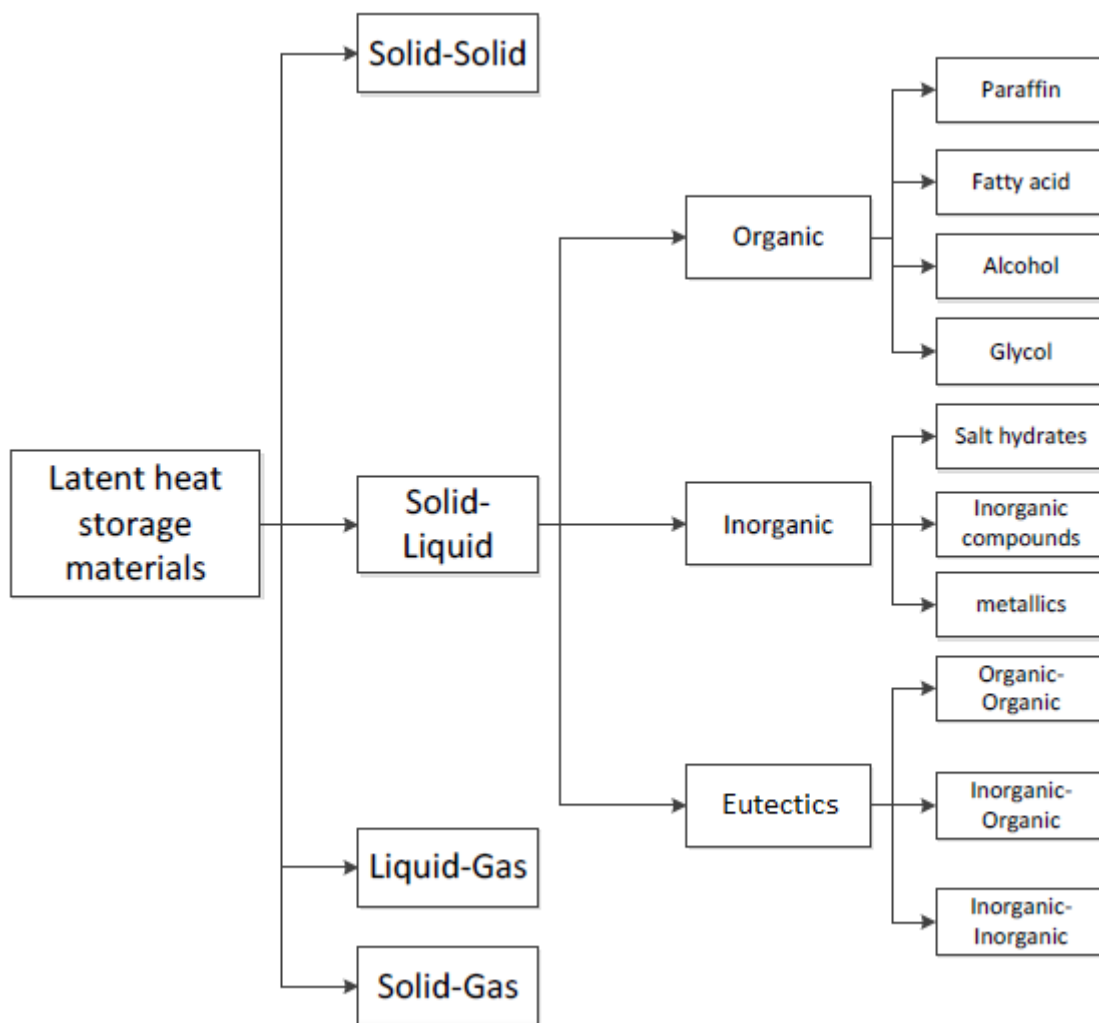 Solid-Solid
Paraffin
Fatty acid
Organic
Alcohol
Glycol
Salt hydrates
Latent heat
storage
materials
Solid-
Liquid
Inorganic
Inorganic
compounds
metallics
Organic-
Organic
Eutectics
Inorganic-
Organic
Liquid-Gas
Inorganic-
Inorganic
Solid-Gas